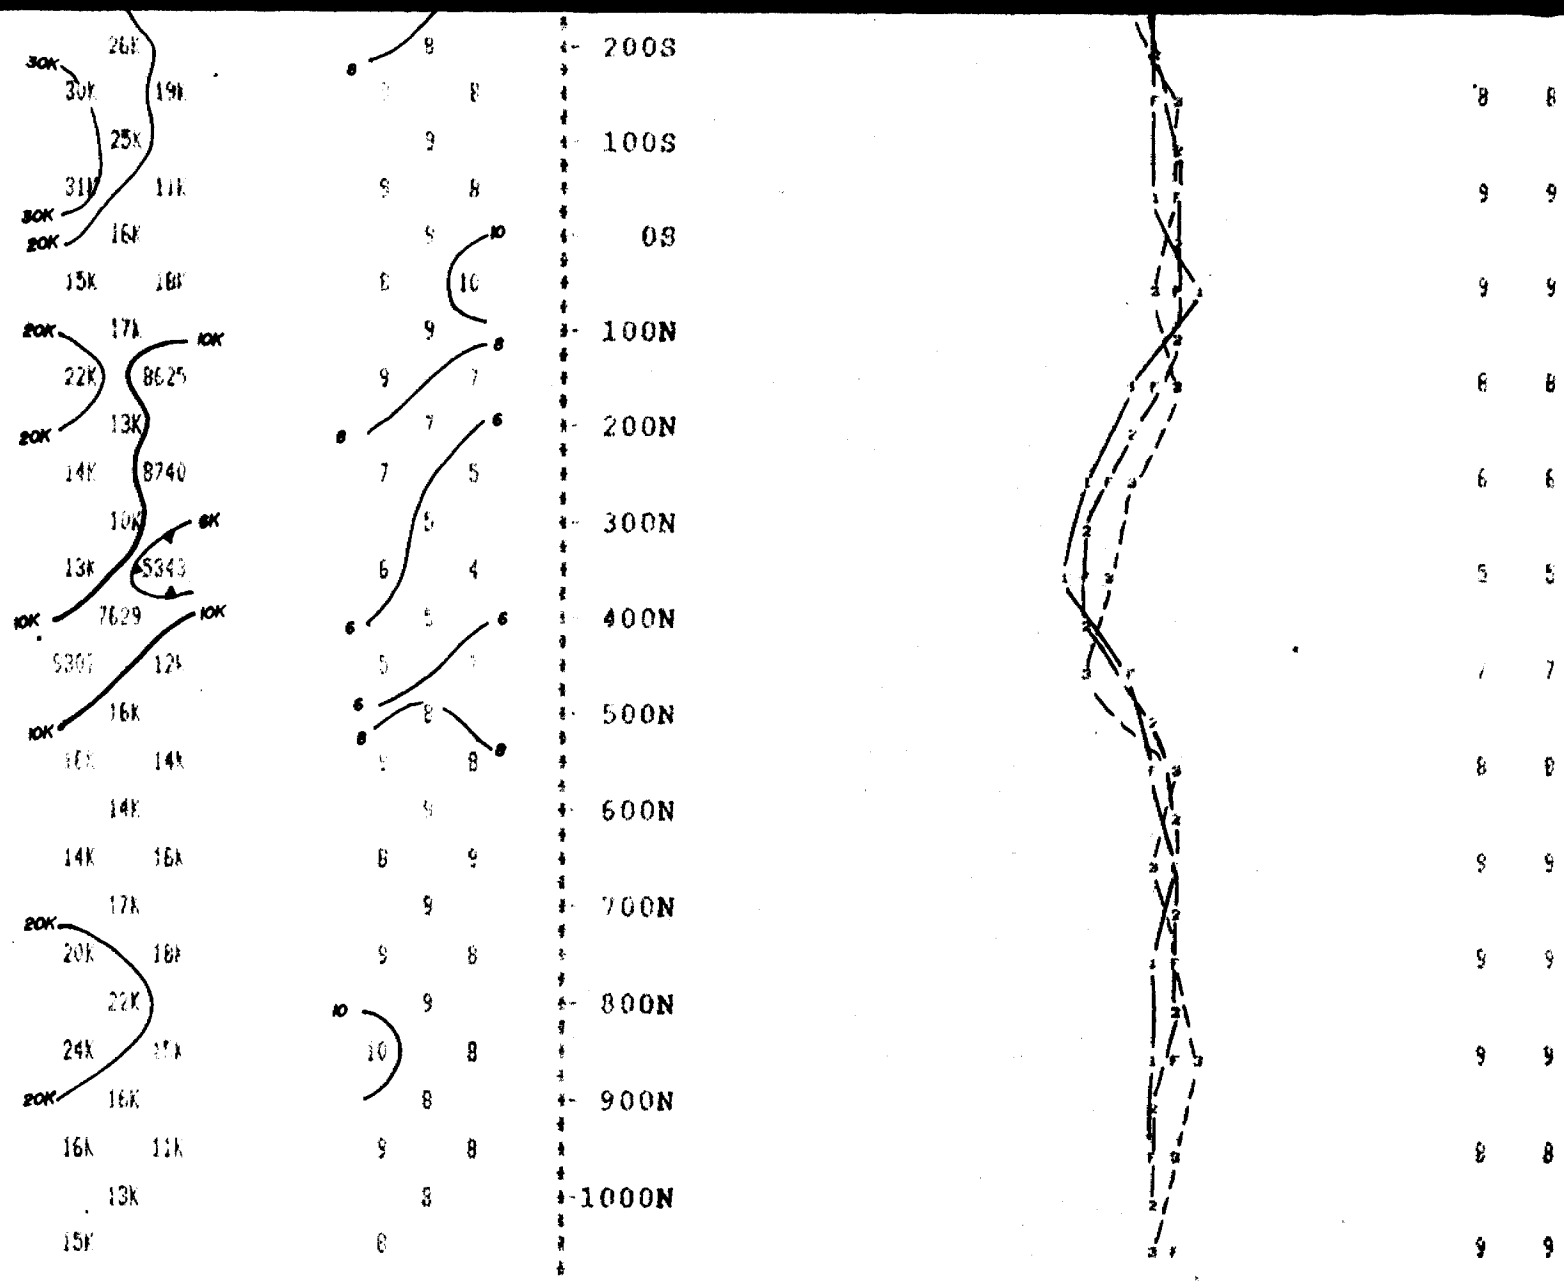 26K 8 - 200S
30K
8
30K 19K 8 8 8
25K 9 100S
31K 11K 9 8 9 9
30K
16K 9 10 0S
20K
15K 18K 8 10 9 9
20K 17K 10K 9 - 100N
8
22K 8625 9 7 8 8
20K 13K 8 7 6 - 200N
14K 8740 7 5 6 6
10K 6K 5 - 300N
13K 5343 6 4 5 5
10K 7629 10K 6 5 6 - 400N
12K 5 7 7
6
10K 16K 8 8 8 - 500N
14K 9 8 8 8
14K 9 600N
14K 16K 8 9 9 9
17K 9 - 700N
20K
20K 18K 9 8 9 9
22K 10 9 - 800N
24K 15K 10 8 9 9
20K 16K 8 - 900N
16K 11K 9 8 8 8
13K 8 - 1000N
15K 8 9 9